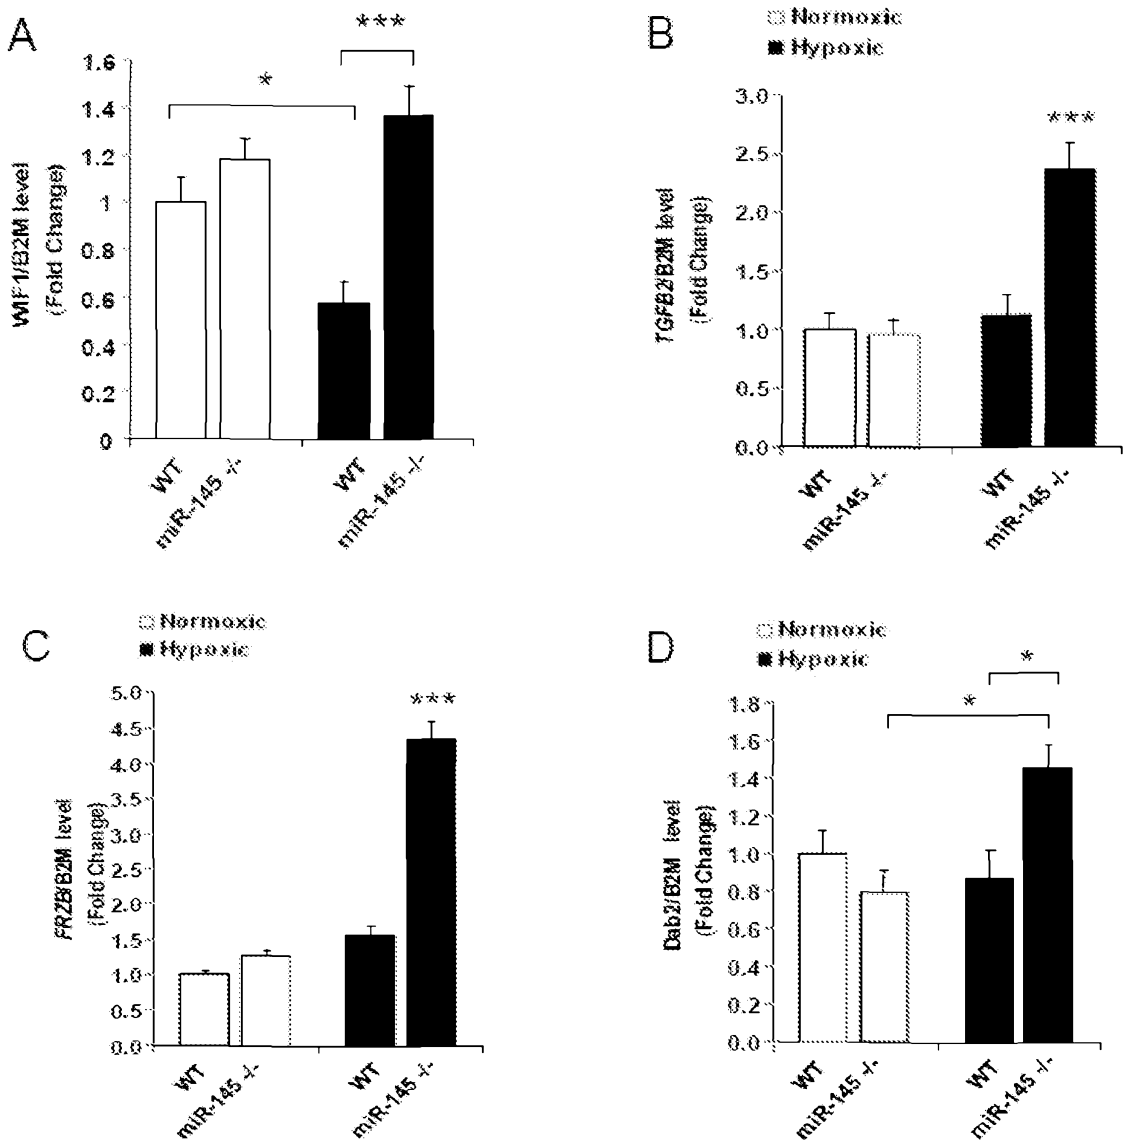 A
***
*
1.6
1.4
1.2
1
0.8
0.6
0.4
0.2
0
WIF1/B2M level
(Fold Change)
WT
miR-145 -/-
WT
miR-145 -/-
B
Normoxic
Hypoxic
***
3.0
2.5
2.0
1.5
1.0
0.5
0.0
TGFB2/B2M level
(Fold Change)
WT
miR-145 -/-
WT
miR-145 -/-
C
Normoxic
Hypoxic
***
5.0
4.5
4.0
3.5
3.0
2.5
2.0
1.5
1.0
0.5
0.0
FRZB/B2M level
(Fold Change)
WT
miR-145 -/-
WT
miR-145 -/-
D
Normoxic
Hypoxic
*
*
1.8
1.6
1.4
1.2
1.0
0.8
0.6
0.4
0.2
0.0
Dab2/B2M level
(Fold Change)
WT
miR-145 -/-
WT
miR-145 -/-